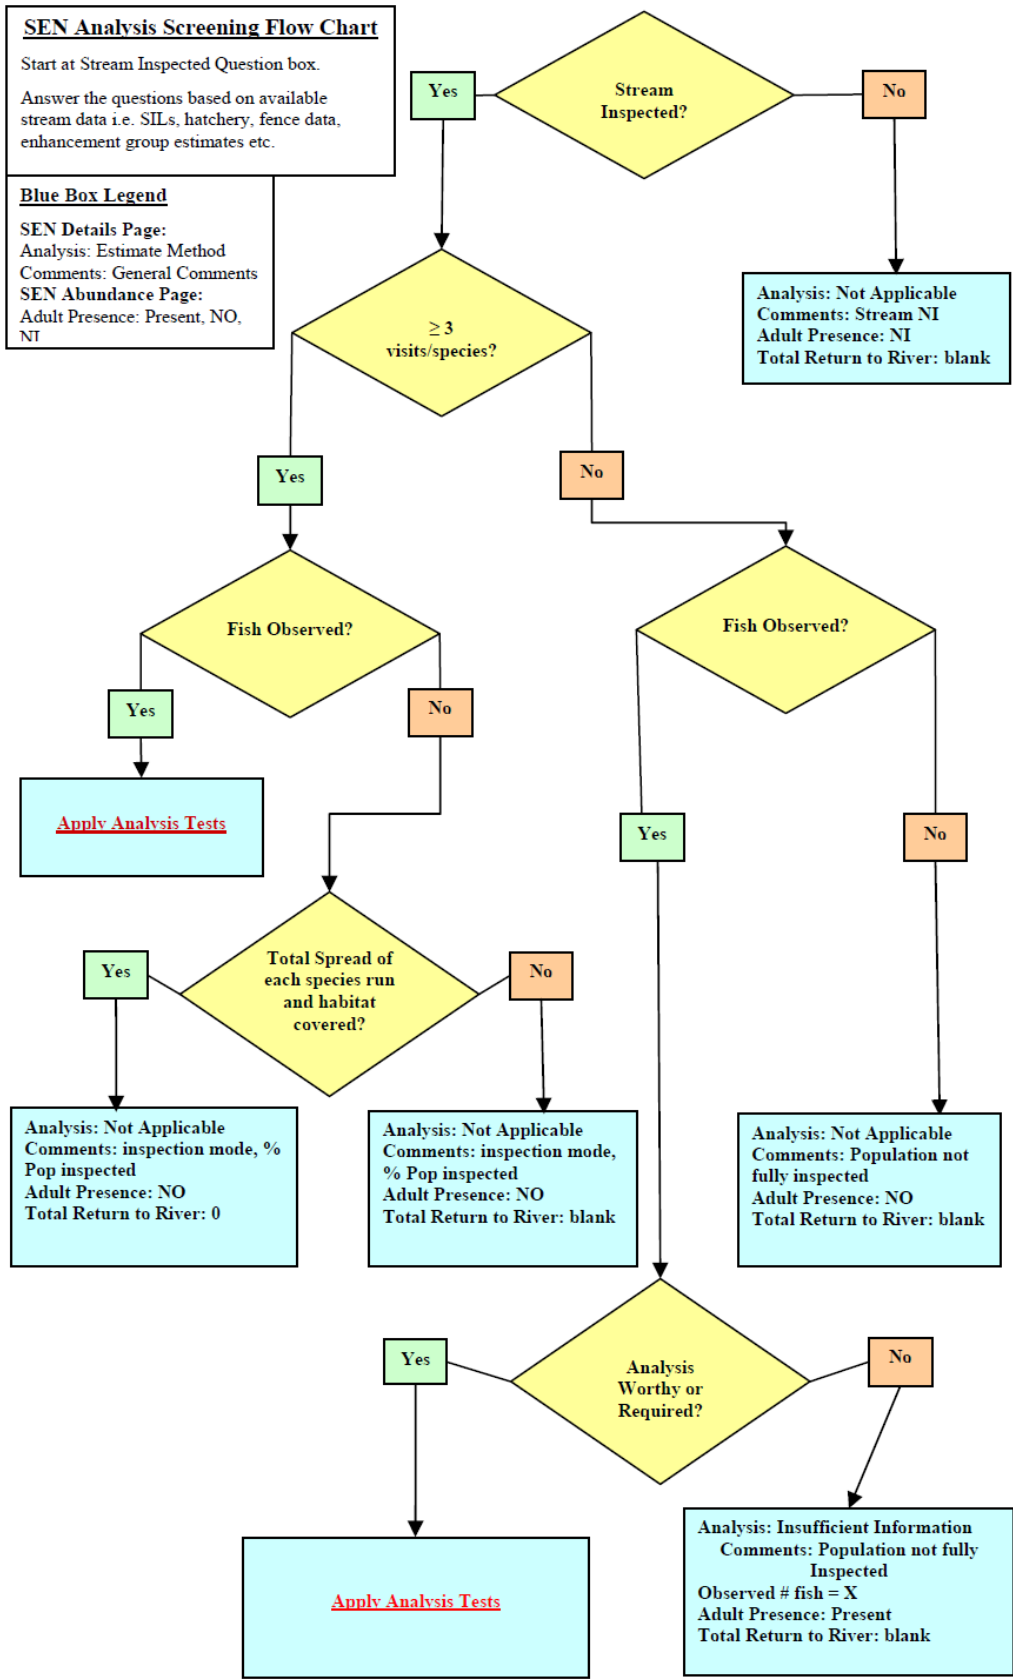 SEN Analysis Screening Flow Chart
Start at Stream Inspected Question box.
Answer the questions based on available
stream data i.e. SILs, hatchery, fence data,
enhancement group estimates etc.
Blue Box Legend
SEN Details Page:
Analysis: Estimate Method
Comments: General Comments
SEN Abundance Page:
Adult Presence: Present, NO,
NI
Yes
Stream
Inspected?
No
Analysis: Not Applicable
Comments: Stream NI
Adult Presence: NI
Total Return to River: blank
≥ 3
visits/species?
Yes
No
Fish Observed?
Fish Observed?
Yes
No
Apply Analysis Tests
Yes
No
Yes
Total Spread of
each species run
and habitat
covered?
No
Analysis: Not Applicable
Comments: inspection mode, %
Pop inspected
Adult Presence: NO
Total Return to River: 0
Analysis: Not Applicable
Comments: inspection mode,
% Pop inspected
Adult Presence: NO
Total Return to River: blank
Analysis: Not Applicable
Comments: Population not
fully inspected
Adult Presence: NO
Total Return to River: blank
Yes
Analysis
Worthy or
Required?
No
Apply Analysis Tests
Analysis: Insufficient Information
Comments: Population not fully
Inspected
Observed # fish = X
Adult Presence: Present
Total Return to River: blank